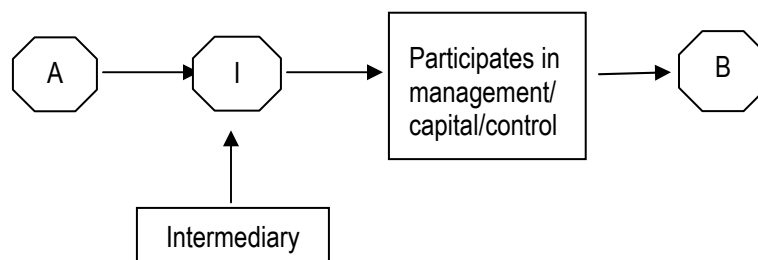 A
I
Participates in
management/
capital/control
B
Intermediary